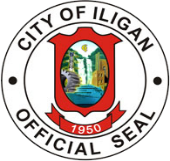 CITY OF ILIGAN
1950
OFFICIAL SEAL